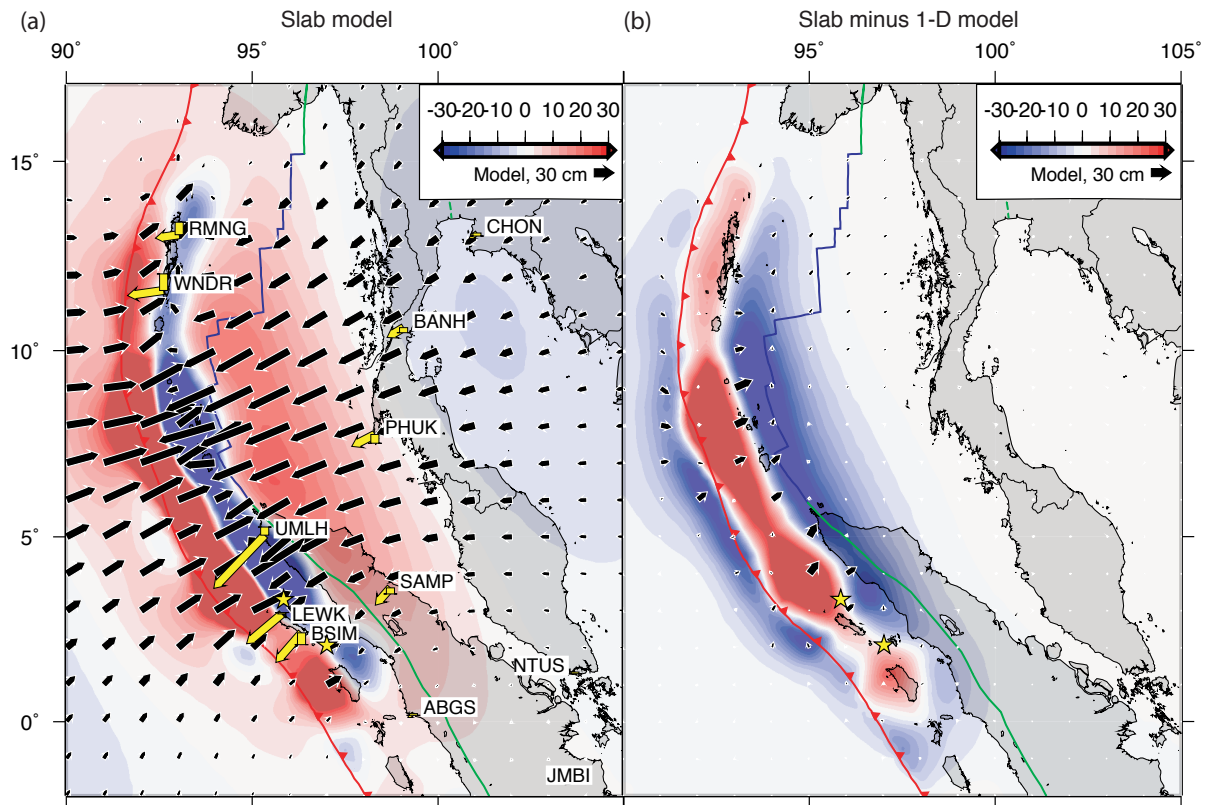 (a) Slab model
(b) Slab minus 1-D model
90° 95° 100°
95° 100° 105°
-30-20-10 0 10 20 30
Model, 30 cm
-30-20-10 0 10 20 30
Model, 30 cm
15°
RMNG
CHON
WNDR
BANH
10°
PHUK
UMLH
5°
SAMP
LEWK
BSIM
NTUS
ABGS
0°
JMBI